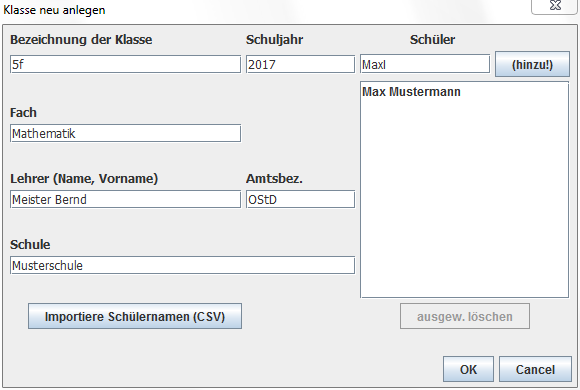 Klasse neu anlegen
Bezeichnung der Klasse
Schuljahr
Schüler
5f
2017
Maxl
(hinzu!)
Max Mustermann
Fach
Mathematik
Lehrer (Name, Vorname)
Amtsbez.
Meister Bernd
OStD
Schule
Musterschule
Importiere Schülernamen (CSV)
ausgew. löschen
OK
Cancel